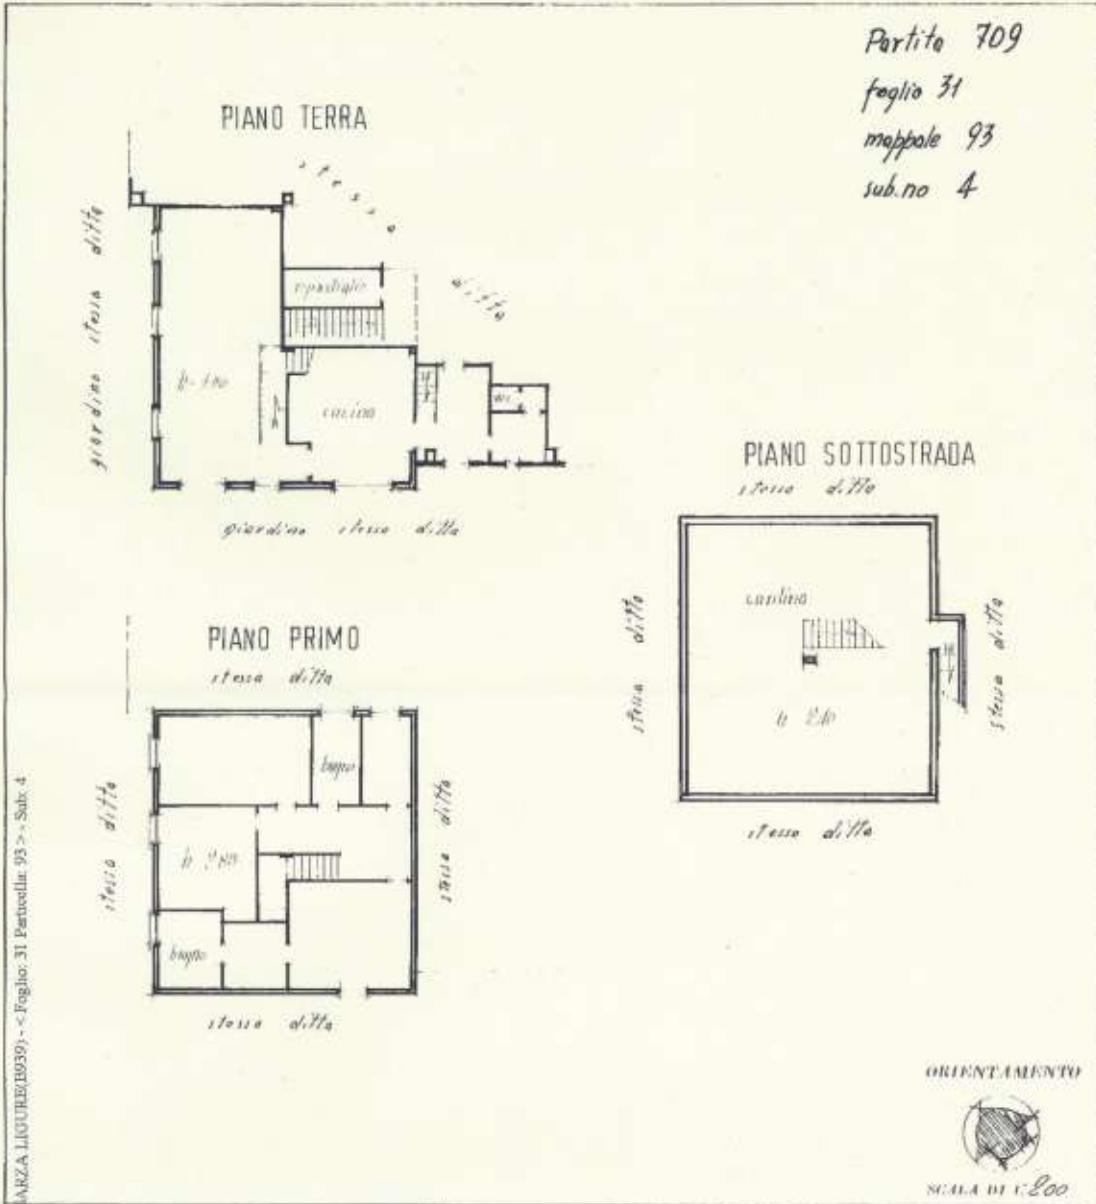 Partita 709
foglio 31
mappale 93
sub.no 4
PIANO TERRA
stessa
ditta
giardino stessa ditta
ripostiglio
cucina
wc
giardino stessa ditta
PIANO SOTTOSTRADA
stessa ditta
stessa ditta
cantina
h 2.10
stessa ditta
stessa ditta
PIANO PRIMO
stessa ditta
stessa ditta
bagno
h 2.80
bagno
stessa ditta
stessa ditta
ARZA LIGURE(B939) - < Foglio: 31 Particella: 93 > - Sub: 4
ORIENTAMENTO
SCALA DI 1: 200